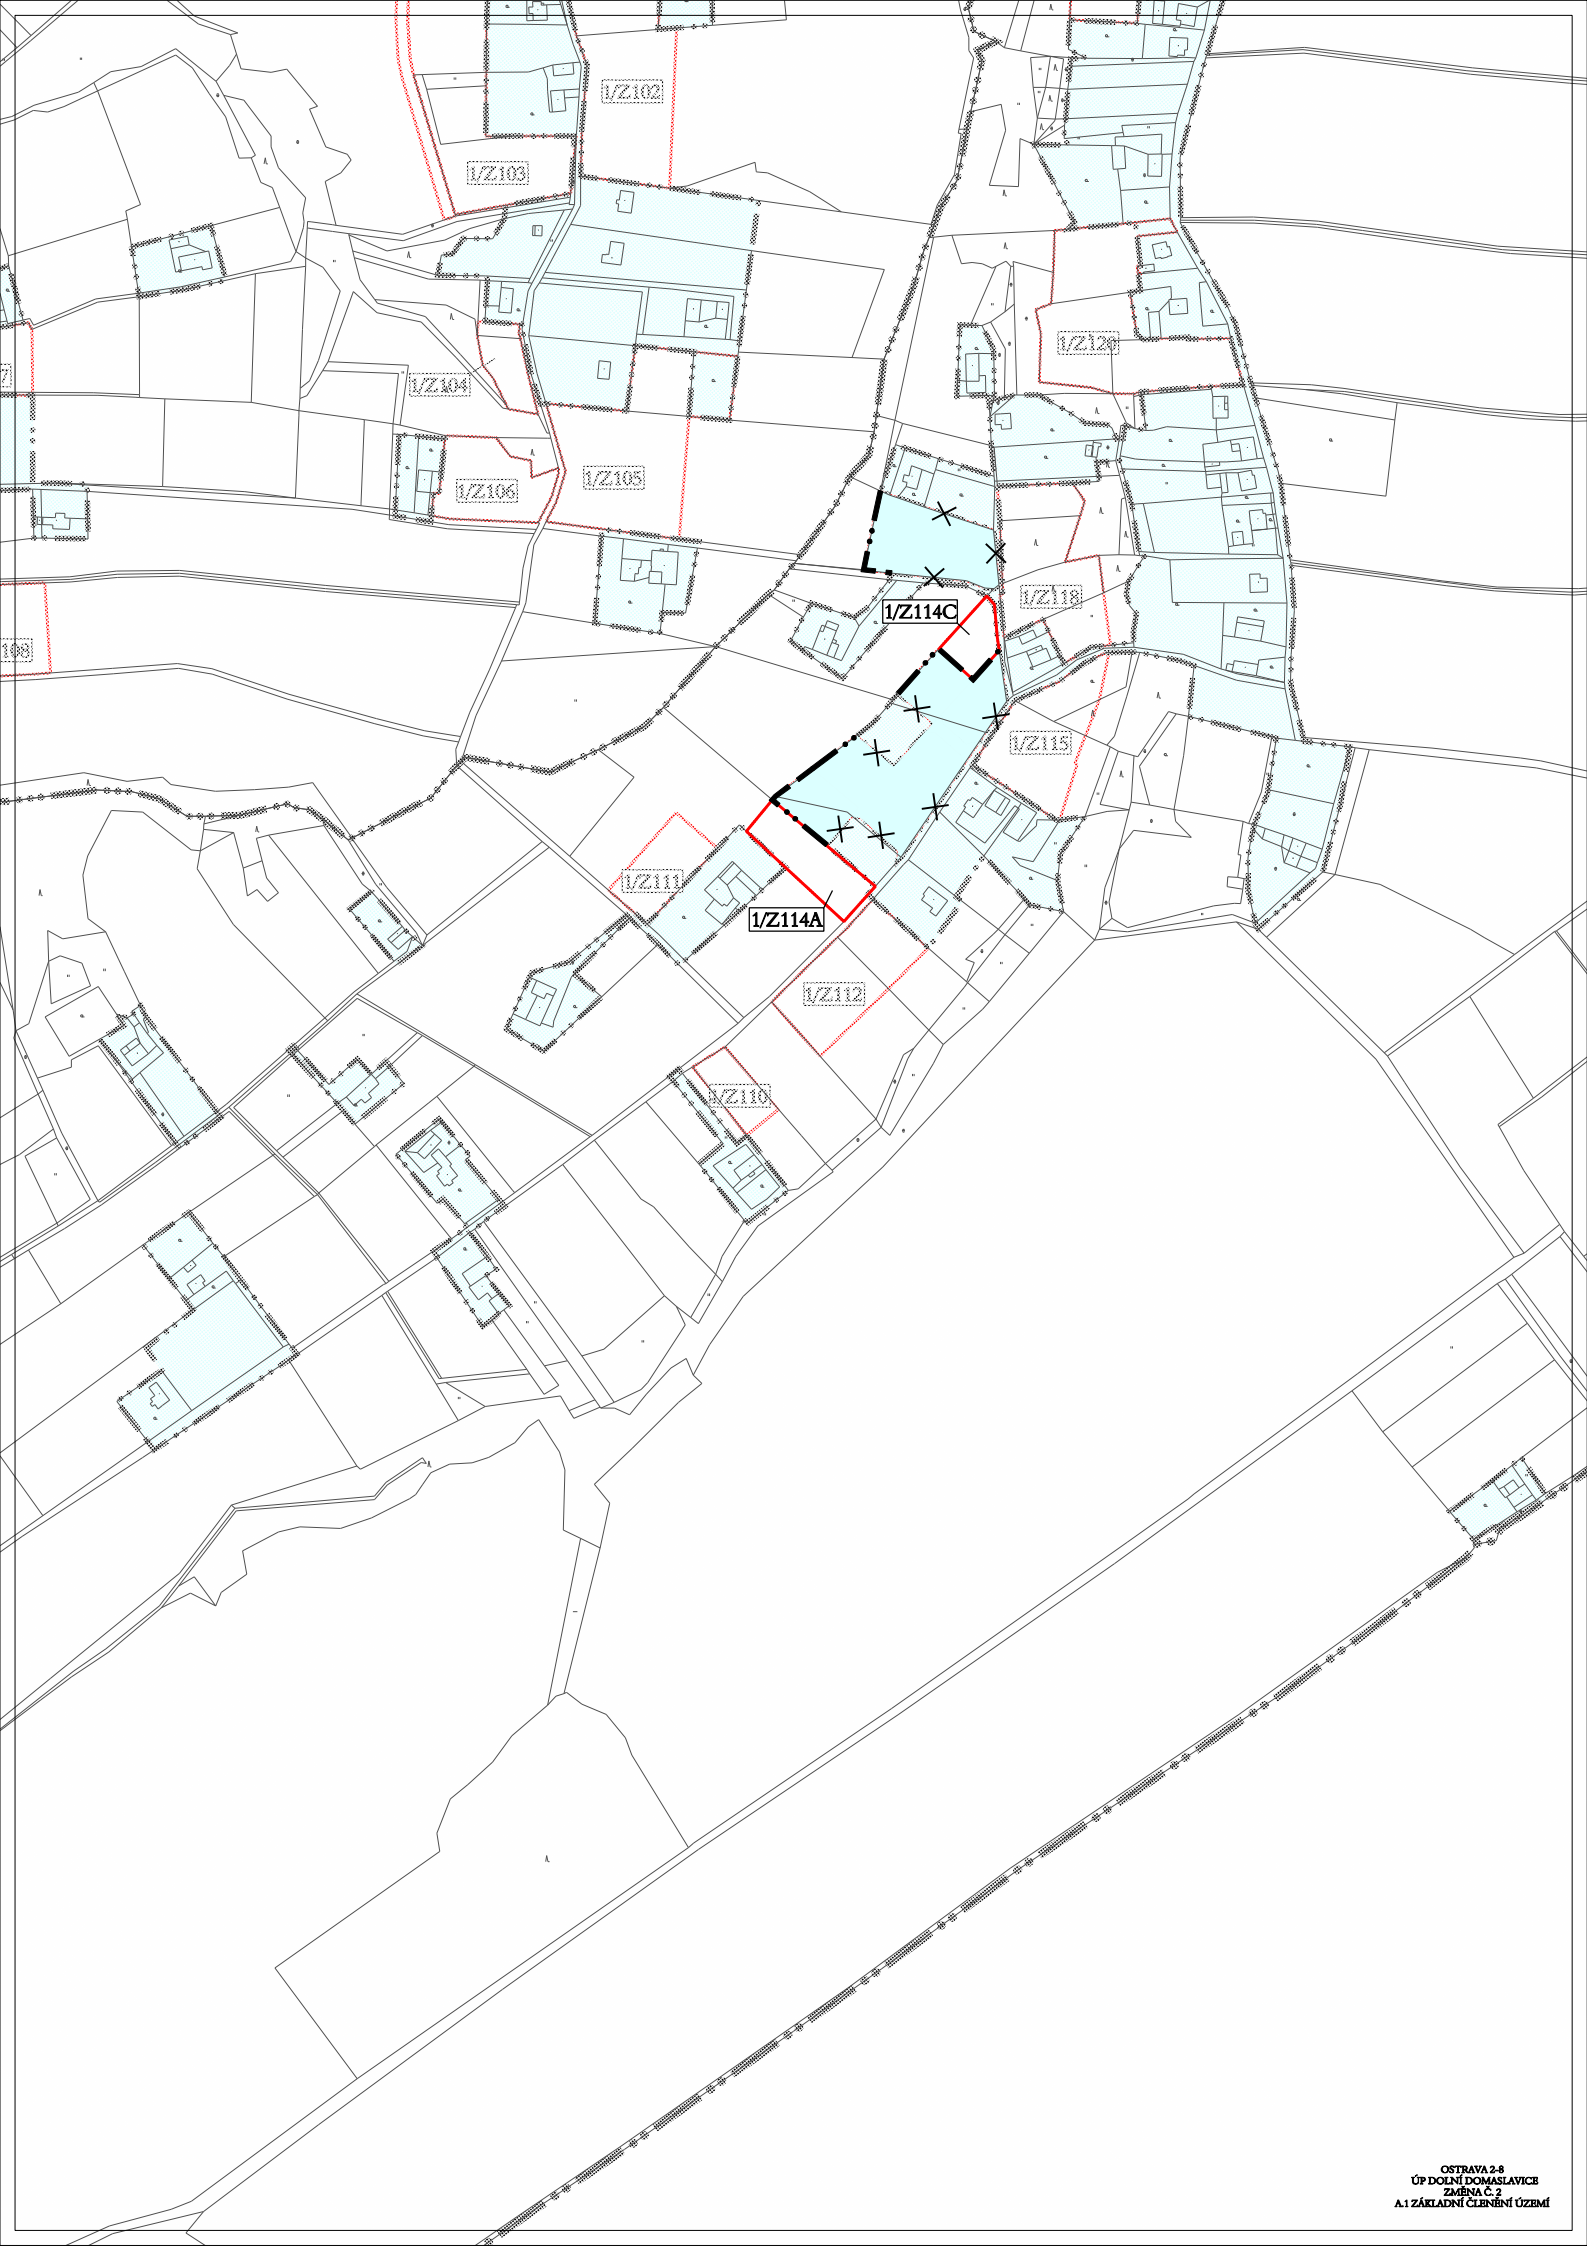 1/Z102
1/Z103
1/Z120
1/Z104
1/Z105
1/Z106
1/Z118
1/Z114C
108
1/Z115
1/Z111
1/Z114A
1/Z112
1/Z110
OSTRAVA 2-8
ÚP DOLNÍ DOMASLAVICE
ZMĚNA Č. 2
A.1 ZÁKLADNÍ ČLENĚNÍ ÚZEMÍ